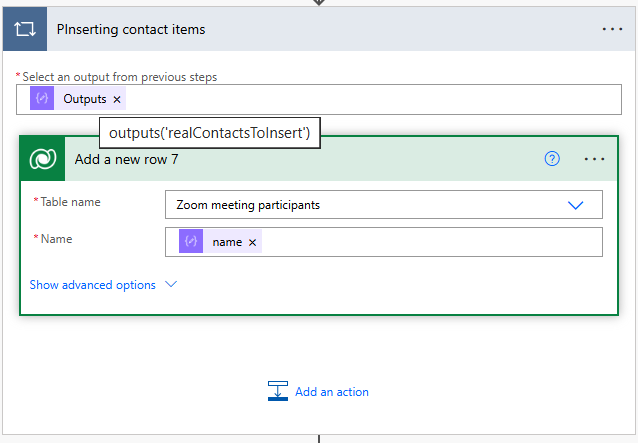 PInserting contact items
* Select an output from previous steps
Outputs
outputs('realContactsToInsert')
Add a new row 7
* Table name
Zoom meeting participants
* Name
name
Show advanced options
Add an action